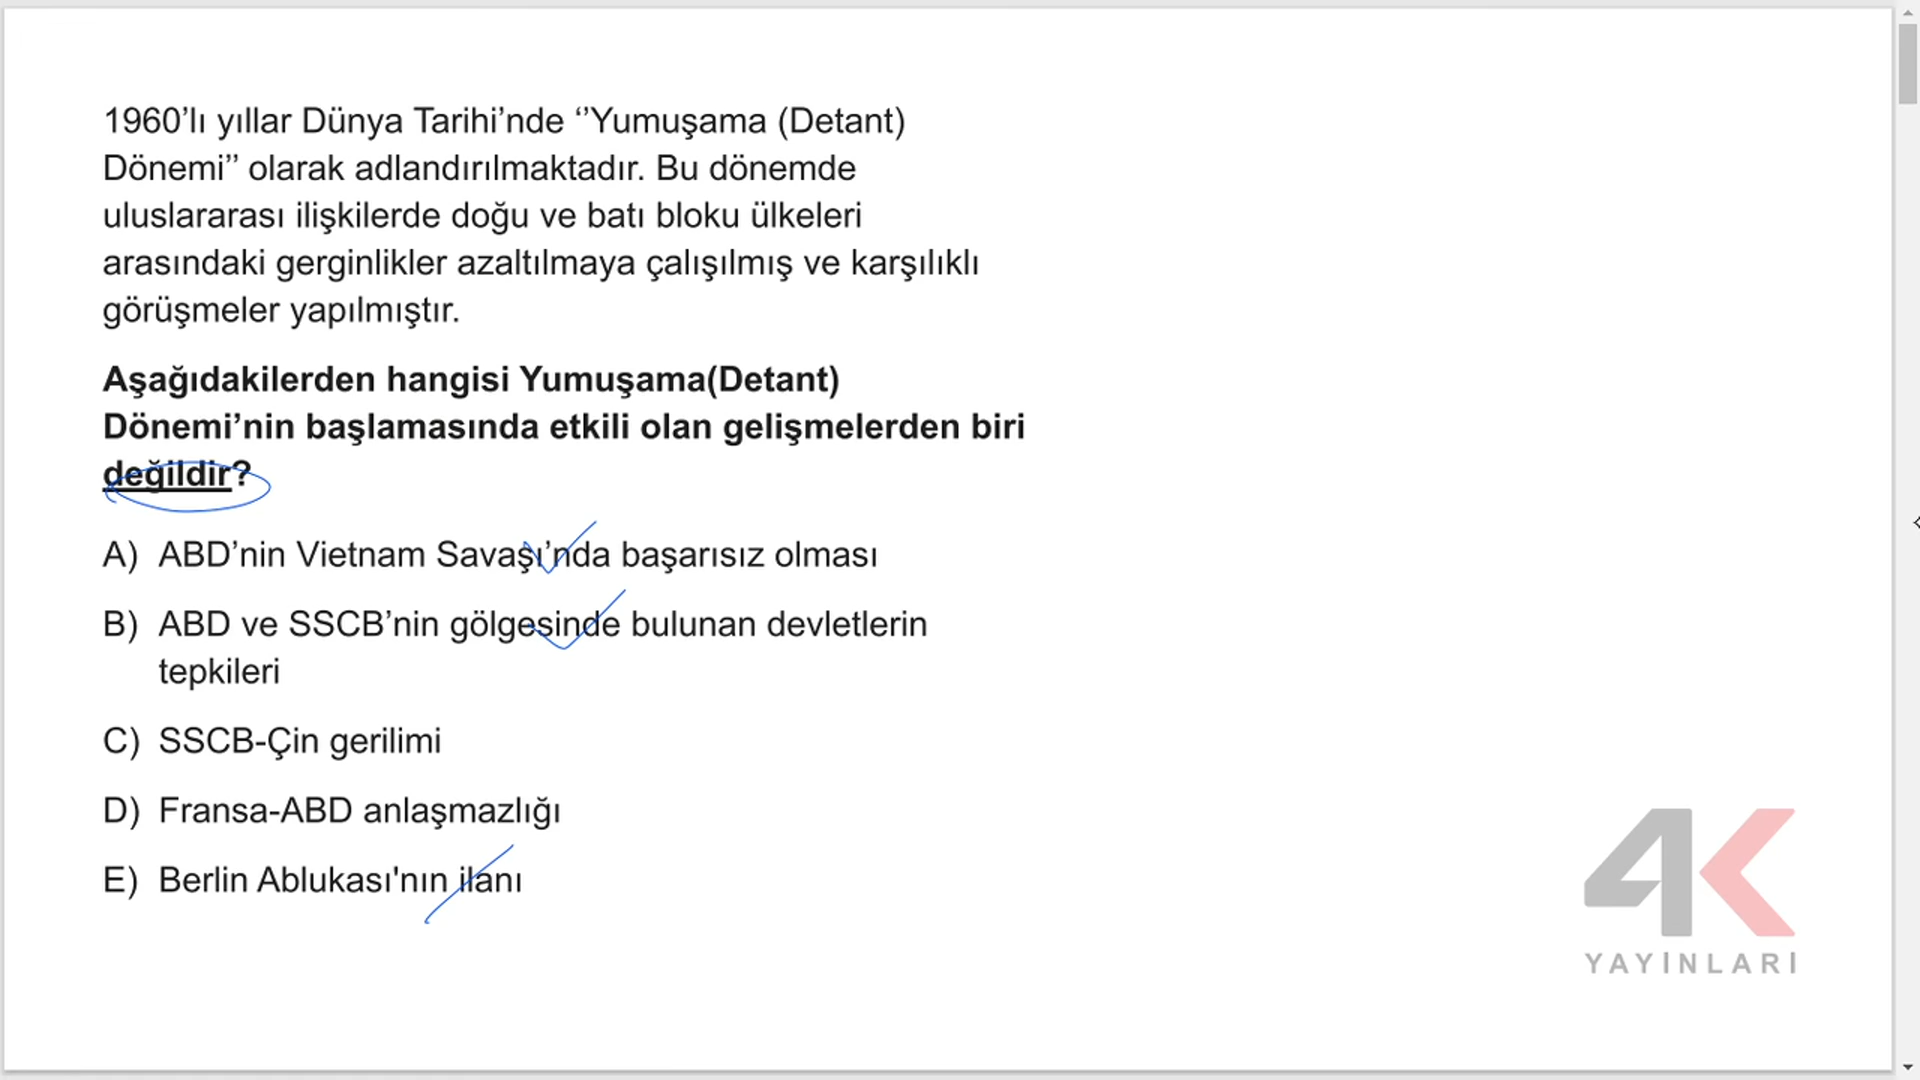 1960’lı yıllar Dünya Tarihi’nde ‘’Yumuşama (Detant)
Dönemi’’ olarak adlandırılmaktadır. Bu dönemde
uluslararası ilişkilerde doğu ve batı bloku ülkeleri
arasındaki gerginlikler azaltılmaya çalışılmış ve karşılıklı
görüşmeler yapılmıştır.
Aşağıdakilerden hangisi Yumuşama(Detant)
Dönemi’nin başlamasında etkili olan gelişmelerden biri
değildir?
A) ABD’nin Vietnam Savaşı’nda başarısız olması
B) ABD ve SSCB’nin gölgesinde bulunan devletlerin
tepkileri
C) SSCB-Çin gerilimi
D) Fransa-ABD anlaşmazlığı
E) Berlin Ablukası'nın ilanı
4K
YAYINLARI